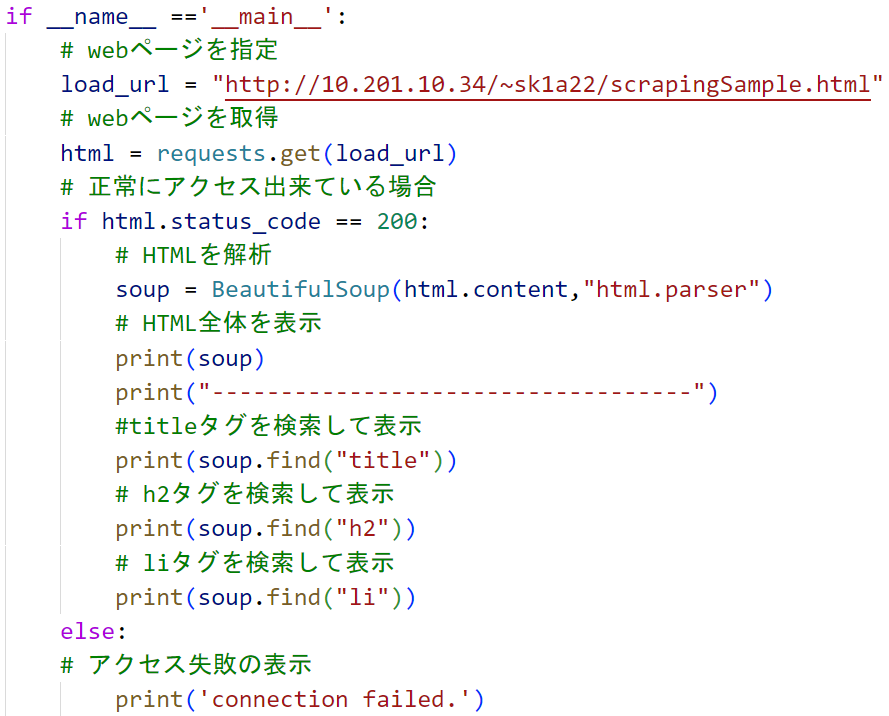 if __name__ =='__main__':
    # webページを指定
    load_url = "http://10.201.10.34/~sk1a22/scrapingSample.html"
    # webページを取得
    html = requests.get(load_url)
    # 正常にアクセス出来ている場合
    if html.status_code == 200:
        # HTMLを解析
        soup = BeautifulSoup(html.content,"html.parser")
        # HTML全体を表示
        print(soup)
        print("-----------------------------------")
        #titleタグを検索して表示
        print(soup.find("title"))
        # h2タグを検索して表示
        print(soup.find("h2"))
        # liタグを検索して表示
        print(soup.find("li"))
    else:
    # アクセス失敗の表示
        print('connection failed.')